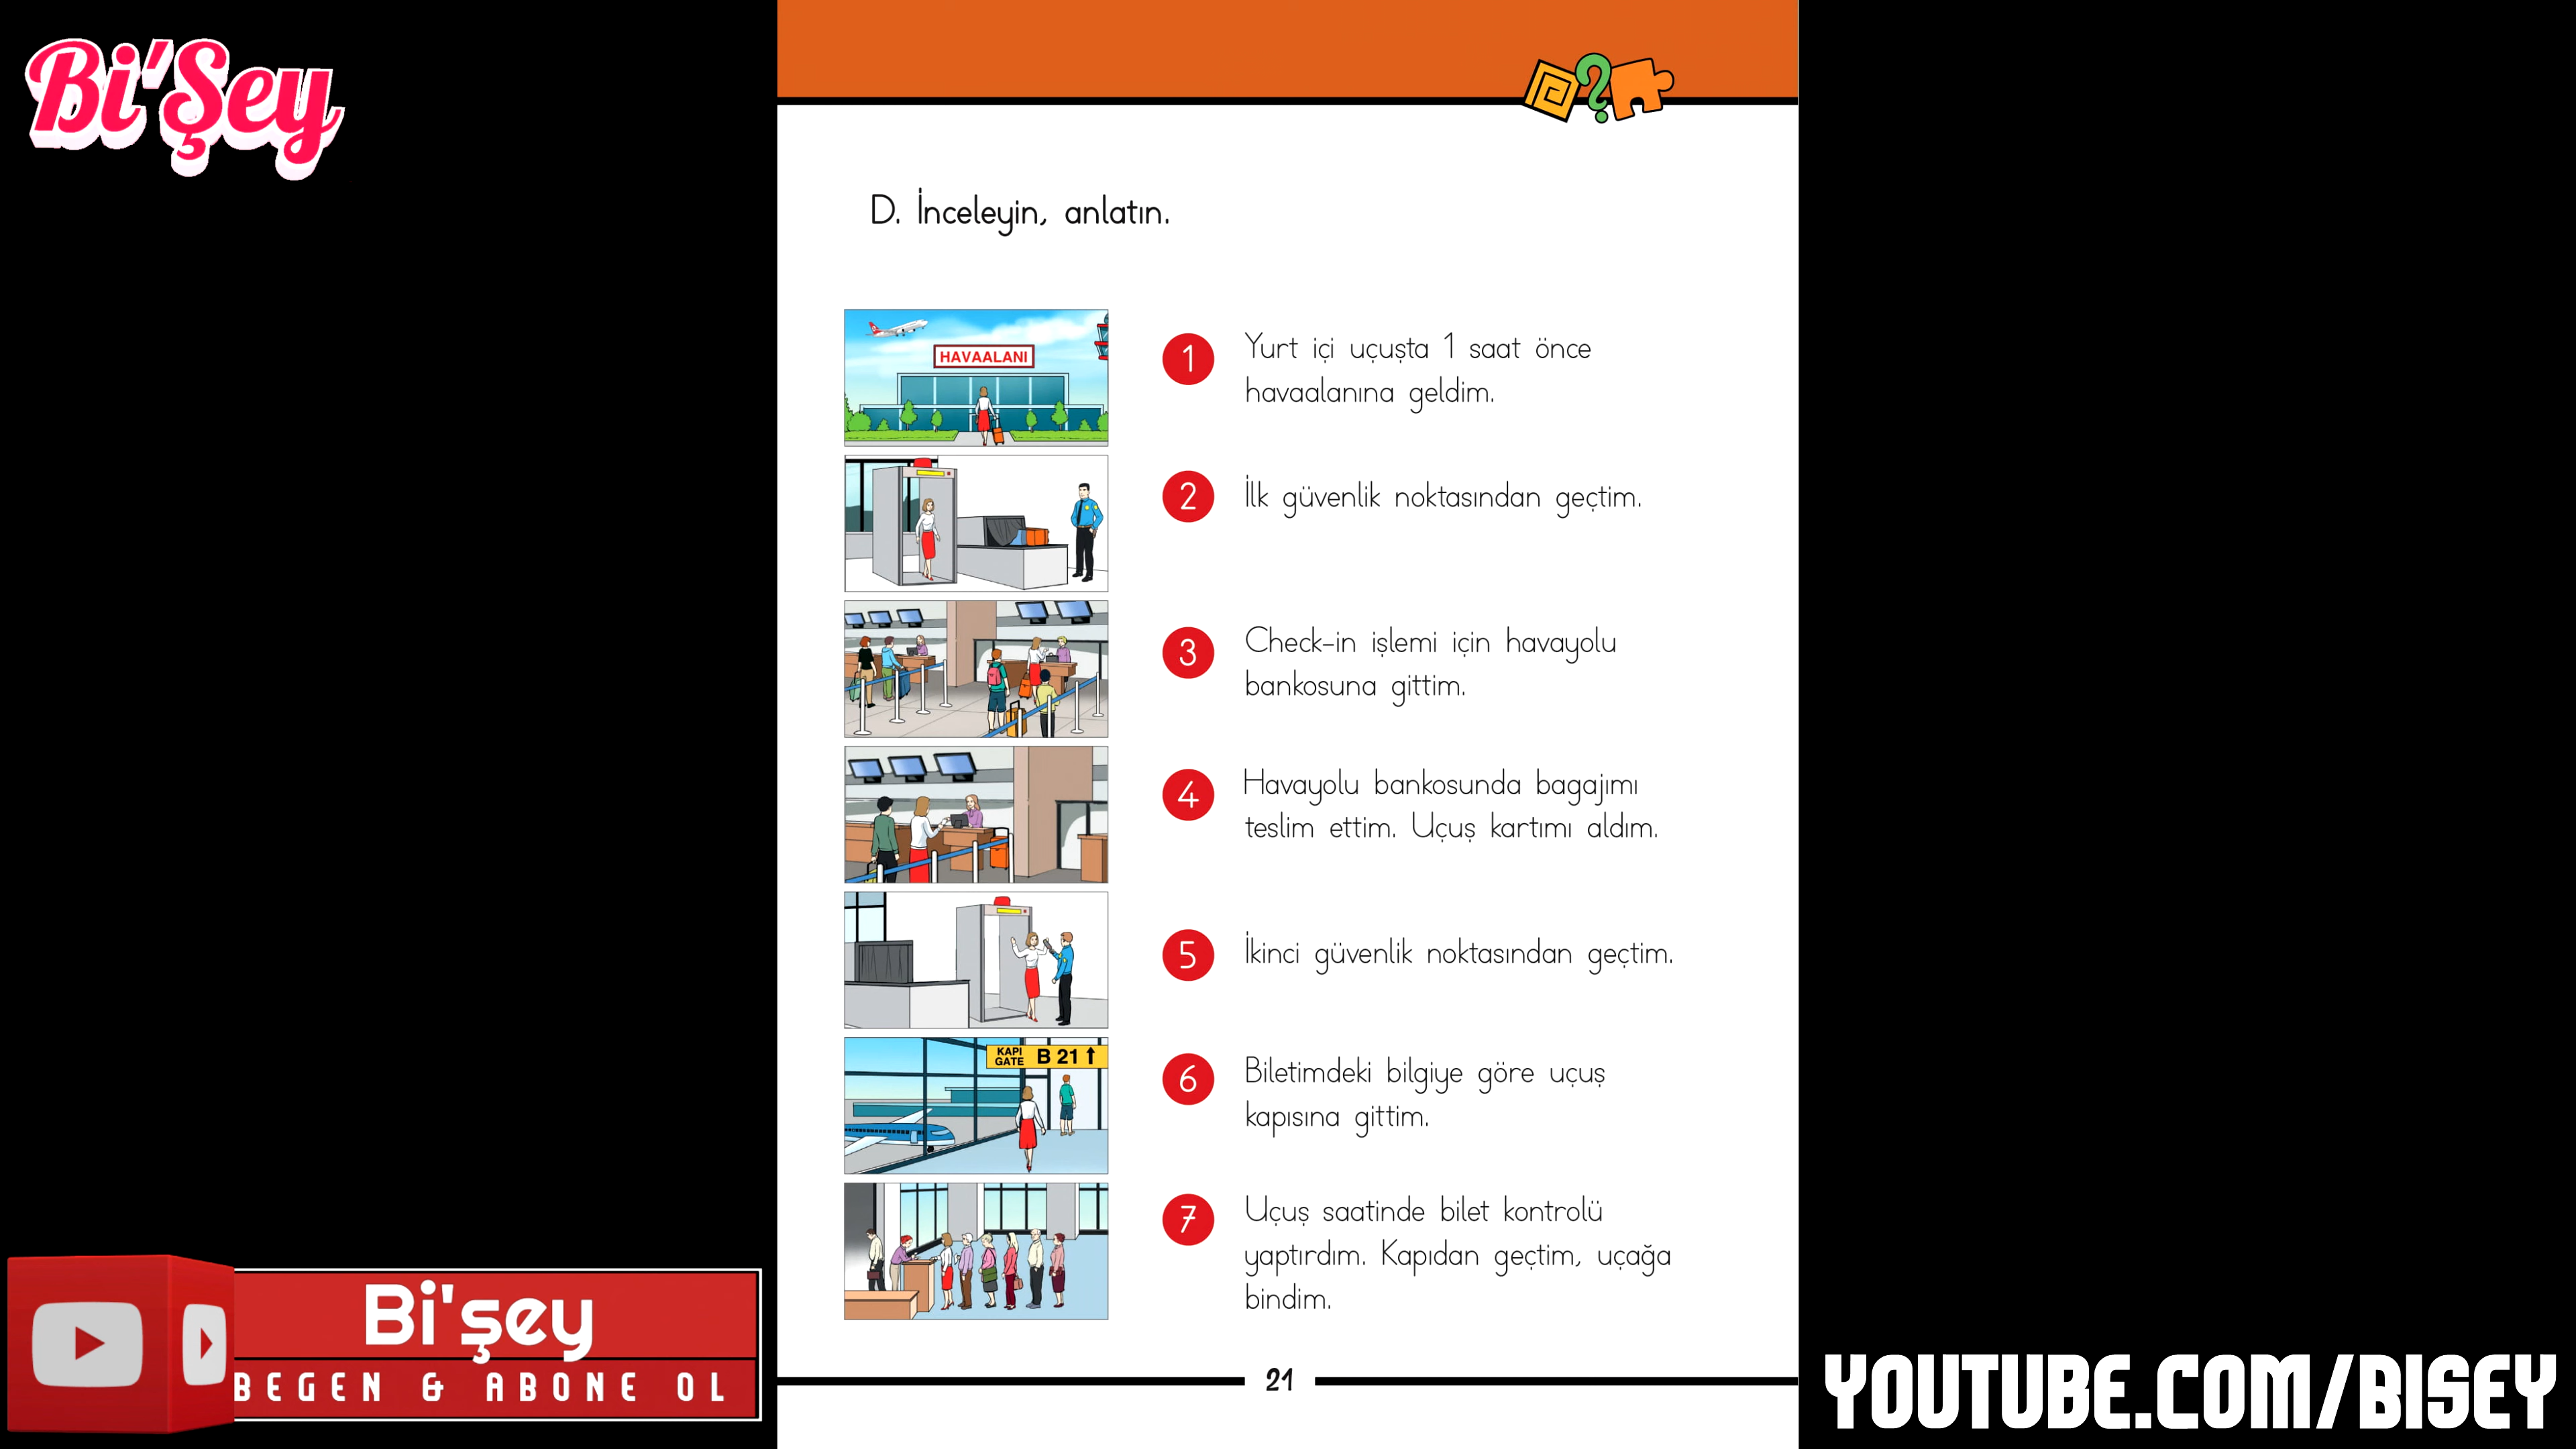 Bi'Şey
D. İnceleyin, anlatın.
HAVAALANI
1
Yurt içi uçuşta 1 saat önce
havaalanına geldim.
2
İlk güvenlik noktasından geçtim.
3
Check-in işlemi için havayolu
bankosuna gittim.
4
Havayolu bankosunda bagajımı
teslim ettim. Uçuş kartımı aldım.
5
İkinci güvenlik noktasından geçtim.
KAPI
GATE B 21 ↑
6
Biletimdeki bilgiye göre uçuş
kapısına gittim.
7
Uçuş saatinde bilet kontrolü
yaptırdım. Kapıdan geçtim, uçağa
bindim.
21
Bi'şey
BEGEN & ABONE OL
YOUTUBE.COM/BISEY